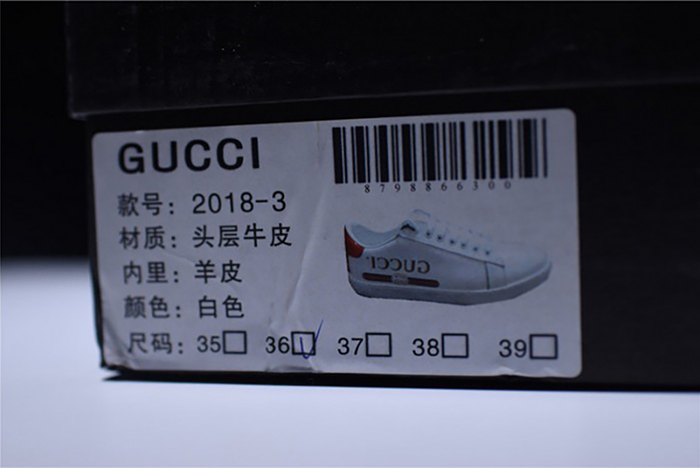 GUCCI
87988663OO
款号：2018-3
材质：头层牛皮
GUCCI
内里：羊皮
颜色：白色
尺码：35□ 36□ 37□ 38□ 39□